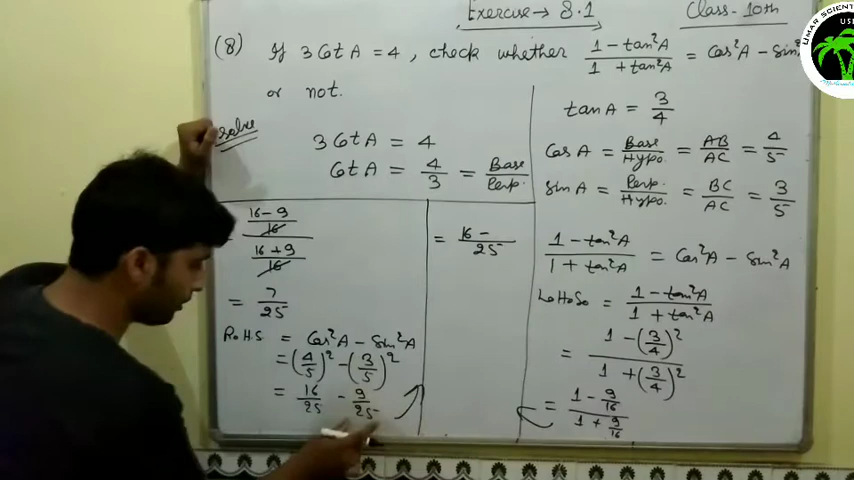 Exercise → 8.1
Class - 10th
UMAR SCIENT
(8) If 3 Cot A = 4, check whether (1 - tan²A)/(1 + tan²A) = Cos²A - Sin²
or not.
Solve
3 Cot A = 4
Cot A = 4/3 = Base/Perp.
tan A = 3/4
Cos A = Base/Hypo. = AB/AC = 4/5
Sin A = Perp./Hypo. = BC/AC = 3/5
(1 - tan²A)/(1 + tan²A) = Cos²A - Sin²A
L.H.S. = (1 - tan²A)/(1 + tan²A)
= (1 - (3/4)²)/(1 + (3/4)²)
= (1 - 9/16)/(1 + 9/16)
= ((16 - 9)/16)/((16 + 9)/16)
= 7/25
R.H.S. = Cos²A - Sin²A
= (4/5)² - (3/5)²
= 16/25 - 9/25
= (16 -)/25